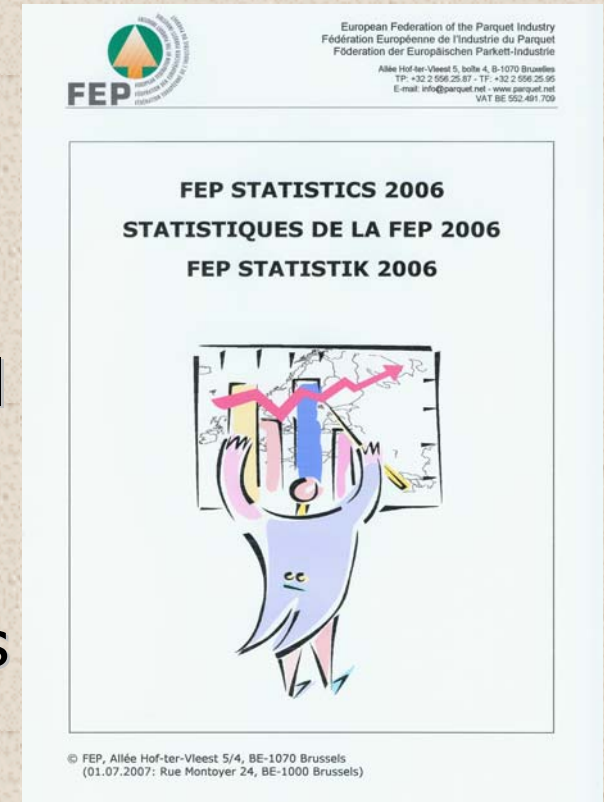 European Federation of the Parquet Industry
Fédération Européenne de l'Industrie du Parquet
Föderation der Europäischen Parkett-Industrie
Allée Hof-ter-Vleest 5, boîte 4, B-1070 Bruxelles
TP: +32 2 556.25.87 - TF: +32 2 556.25.95
E-mail: info@parquet.net - www.parquet.net
VAT BE 552.491.709
FEP
FEP STATISTICS 2006
STATISTIQUES DE LA FEP 2006
FEP STATISTIK 2006
s
© FEP, Allée Hof-ter-Vleest 5/4, BE-1070 Brussels
(01.07.2007: Rue Montoyer 24, BE-1000 Brussels)